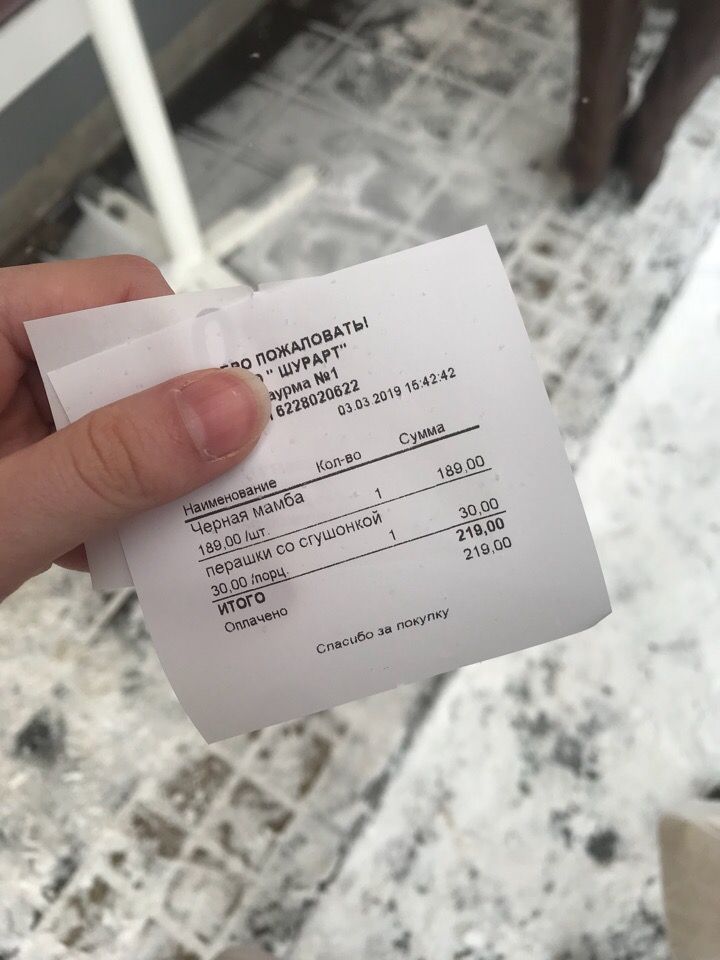 ПОЖАЛОВАТЬ
" ШУРАРТ"
№1
6228020622
03.03.2019 15:42:42
Наименование Кол-во Сумма
Черная мамба
189,00 /шт. 1 189,00
перашки со сгушонкой
30,00 /порц. 1 30,00
ИТОГО 219,00
Оплачено 219,00
Спасибо за покупку